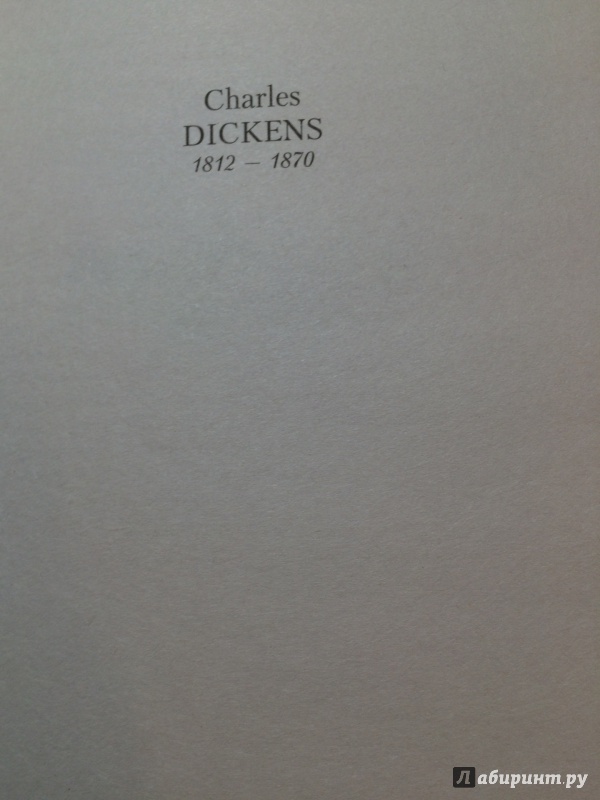 Charles
DICKENS
1812 — 1870
Лабиринт.ру